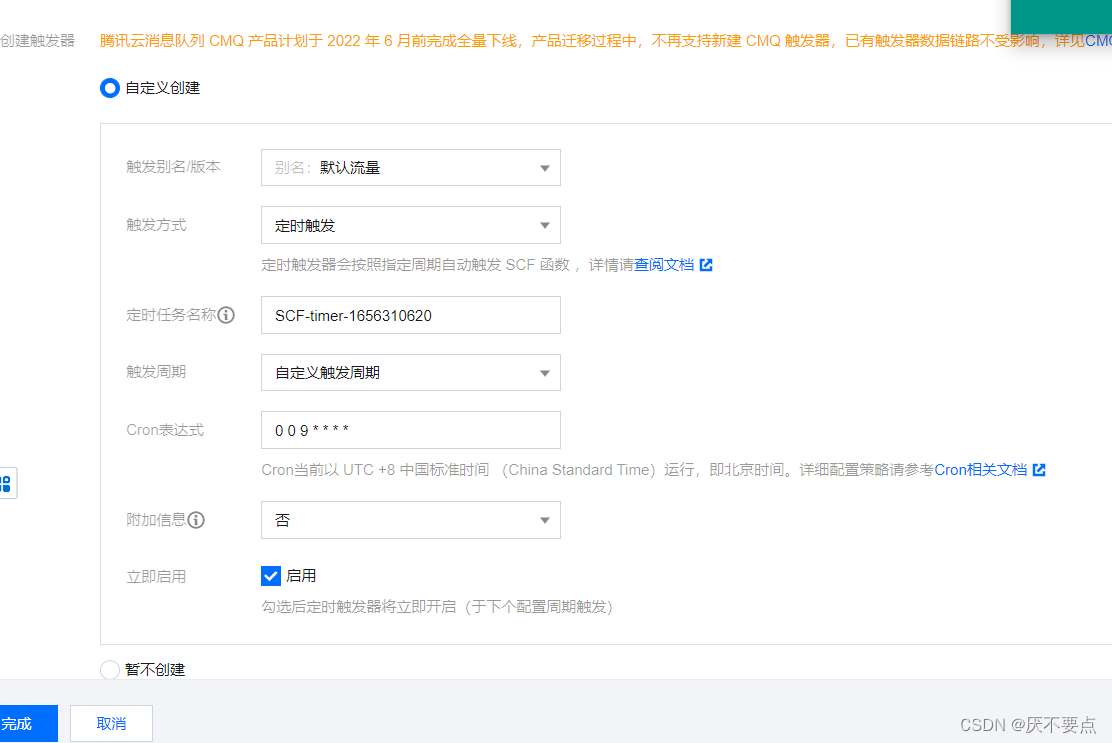 创建触发器
腾讯云消息队列 CMQ 产品计划于 2022 年 6 月前完成全量下线，产品迁移过程中，不再支持新建 CMQ 触发器，已有触发器数据链路不受影响，详见CMQ
自定义创建
触发别名/版本
别名：默认流量
触发方式
定时触发
定时触发器会按照指定周期自动触发 SCF 函数 ，详情请查阅文档
定时任务名称
SCF-timer-1656310620
触发周期
自定义触发周期
Cron表达式
0 0 9 * * * *
Cron当前以 UTC +8 中国标准时间 （China Standard Time）运行，即北京时间。详细配置策略请参考Cron相关文档
附加信息
否
立即启用
启用
勾选后定时触发器将立即开启（于下个配置周期触发）
暂不创建
完成
取消
CSDN @厌不要点